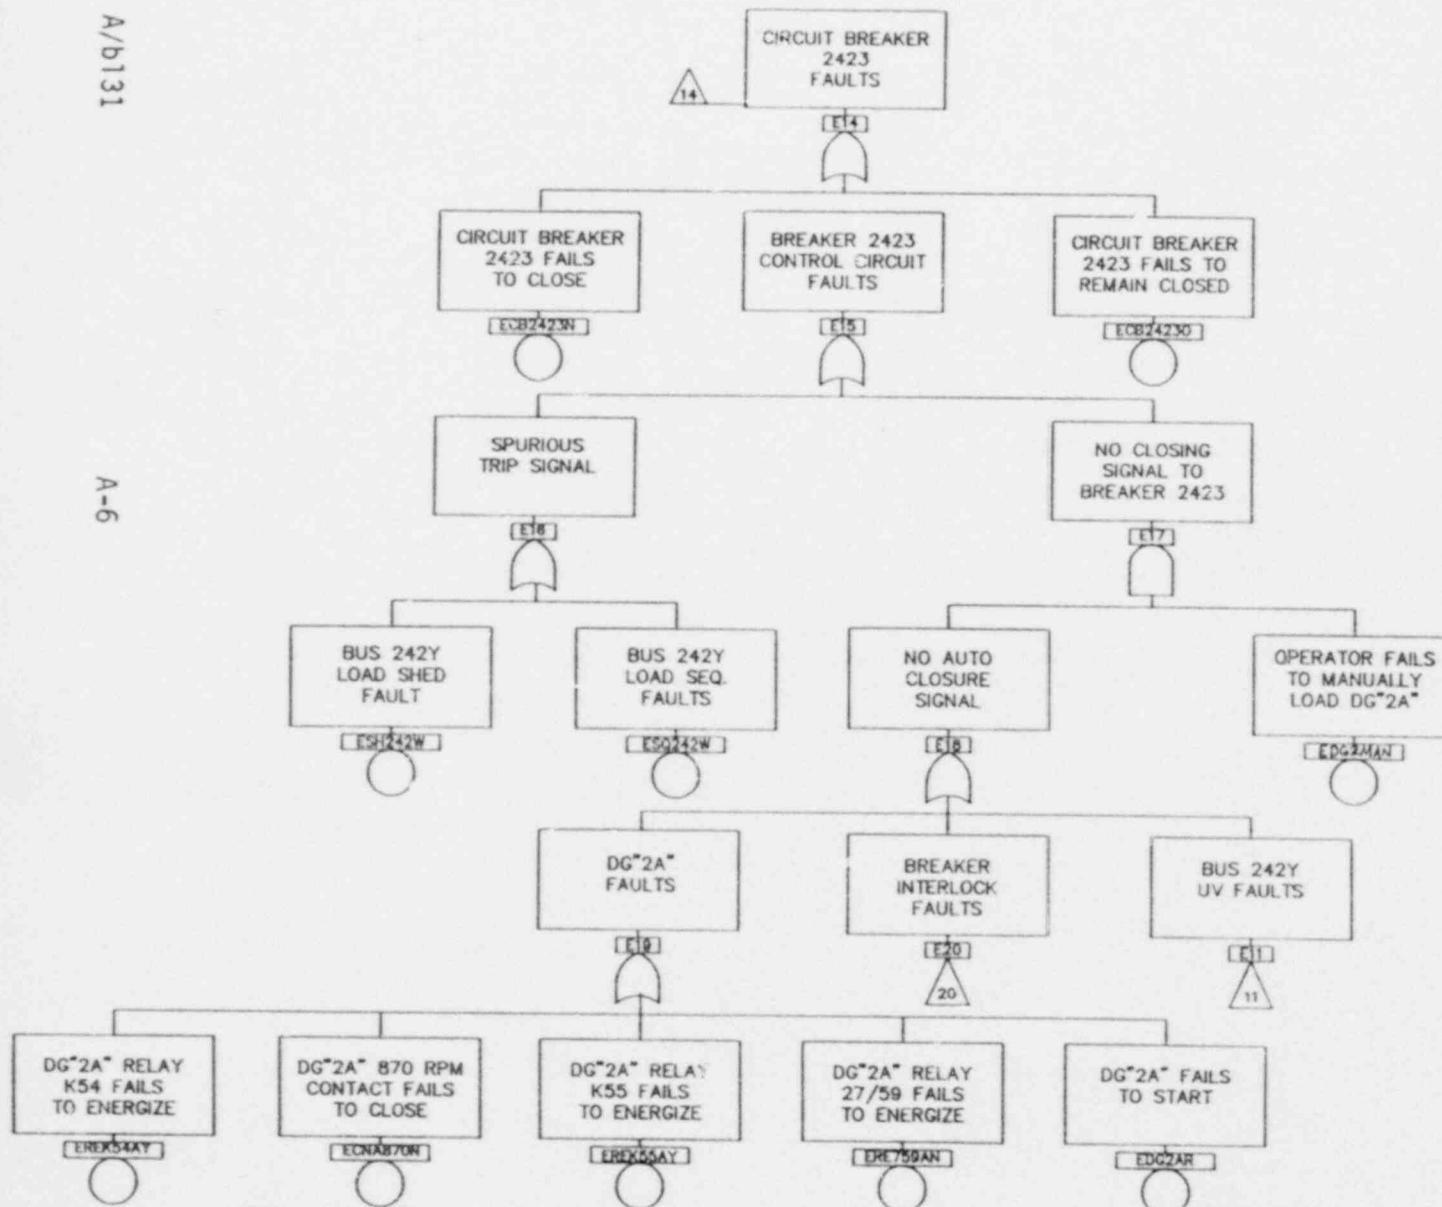 A/b131
A-6
CIRCUIT BREAKER
2423
FAULTS
14
E14
CIRCUIT BREAKER
2423 FAILS
TO CLOSE
ECB2423N
BREAKER 2423
CONTROL CIRCUIT
FAULTS
E15
CIRCUIT BREAKER
2423 FAILS TO
REMAIN CLOSED
ECB2423O
SPURIOUS
TRIP SIGNAL
E16
NO CLOSING
SIGNAL TO
BREAKER 2423
E17
BUS 242Y
LOAD SHED
FAULT
ESH242W
BUS 242Y
LOAD SEQ.
FAULTS
ESQ242W
NO AUTO
CLOSURE
SIGNAL
E18
OPERATOR FAILS
TO MANUALLY
LOAD DG"2A"
EDG2MAN
DG"2A"
FAULTS
E19
BREAKER
INTERLOCK
FAULTS
E20
20
BUS 242Y
UV FAULTS
E11
11
DG"2A" RELAY
K54 FAILS
TO ENERGIZE
EREK54AY
DG"2A" 870 RPM
CONTACT FAILS
TO CLOSE
ECNA870N
DG"2A" RELAY
K55 FAILS
TO ENERGIZE
EREK55AY
DG"2A" RELAY
27/59 FAILS
TO ENERGIZE
ERE759AN
DG"2A" FAILS
TO START
EDG2AR